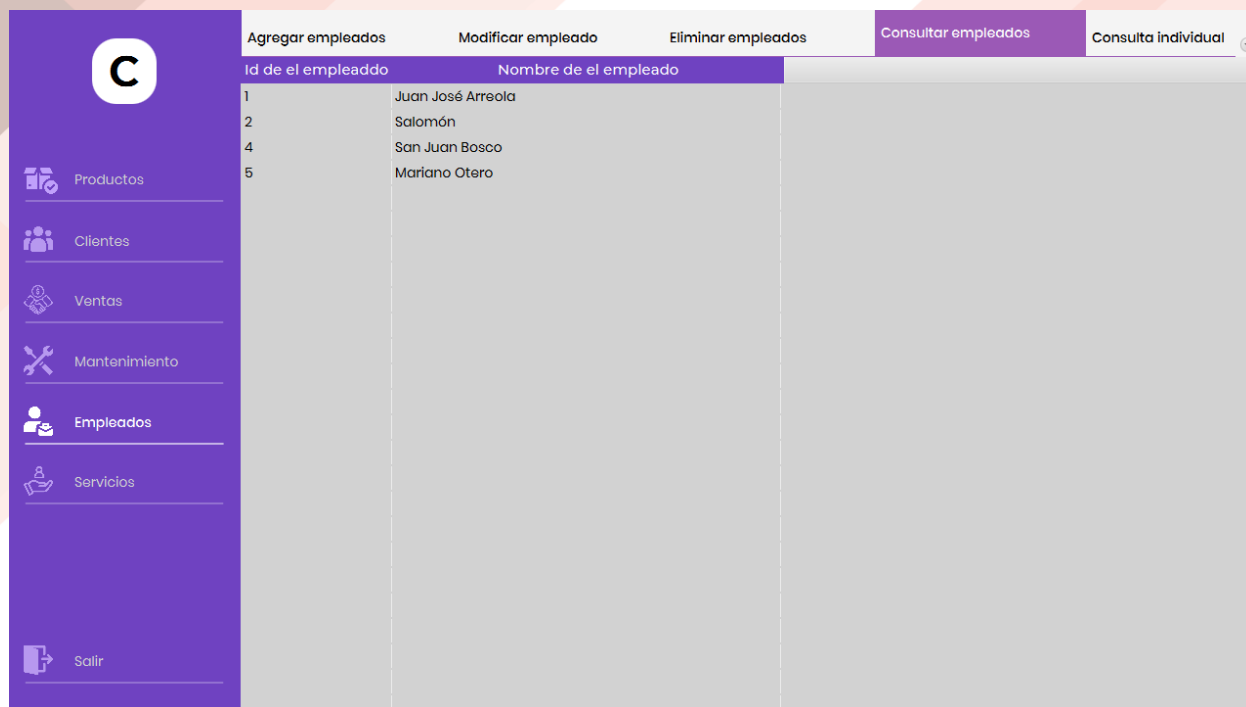 C
Productos
Clientes
Ventas
Mantenimiento
Empleados
Servicios
Salir
Agregar empleados Modificar empleado Eliminar empleados Consultar empleados Consulta individual
Id de el empleaddo Nombre de el empleado
1 Juan José Arreola
2 Salomón
4 San Juan Bosco
5 Mariano Otero